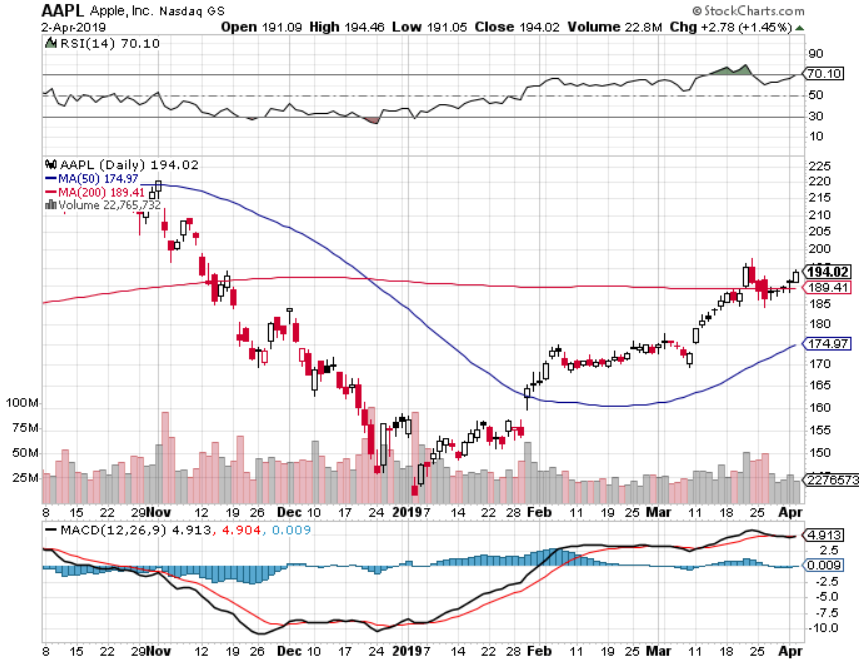 AAPL Apple, Inc. Nasdaq GS © StockCharts.com
2-Apr-2019 Open 191.09 High 194.46 Low 191.05 Close 194.02 Volume 22.8M Chg +2.78 (+1.45%)
RSI(14) 70.10
90
70.10
50
30
10
AAPL (Daily) 194.02
MA(50) 174.97
MA(200) 189.41
Volume 22,765,732
225
220
215
210
205
200
194.02
189.41
185
180
174.97
170
165
160
155
150
100M
75M
50M
25M
2276573
8 15 22 29 Nov 12 19 26 Dec 10 17 24 2019 7 14 22 28 Feb 11 19 25 Mar 11 18 25 Apr
MACD(12,26,9) 4.913, 4.904, 0.009
4.913
2.5
0.009
-2.5
-5.0
-7.5
-10.0
8 15 22 29 Nov 12 19 26 Dec 10 17 24 2019 7 14 22 28 Feb 11 19 25 Mar 11 18 25 Apr